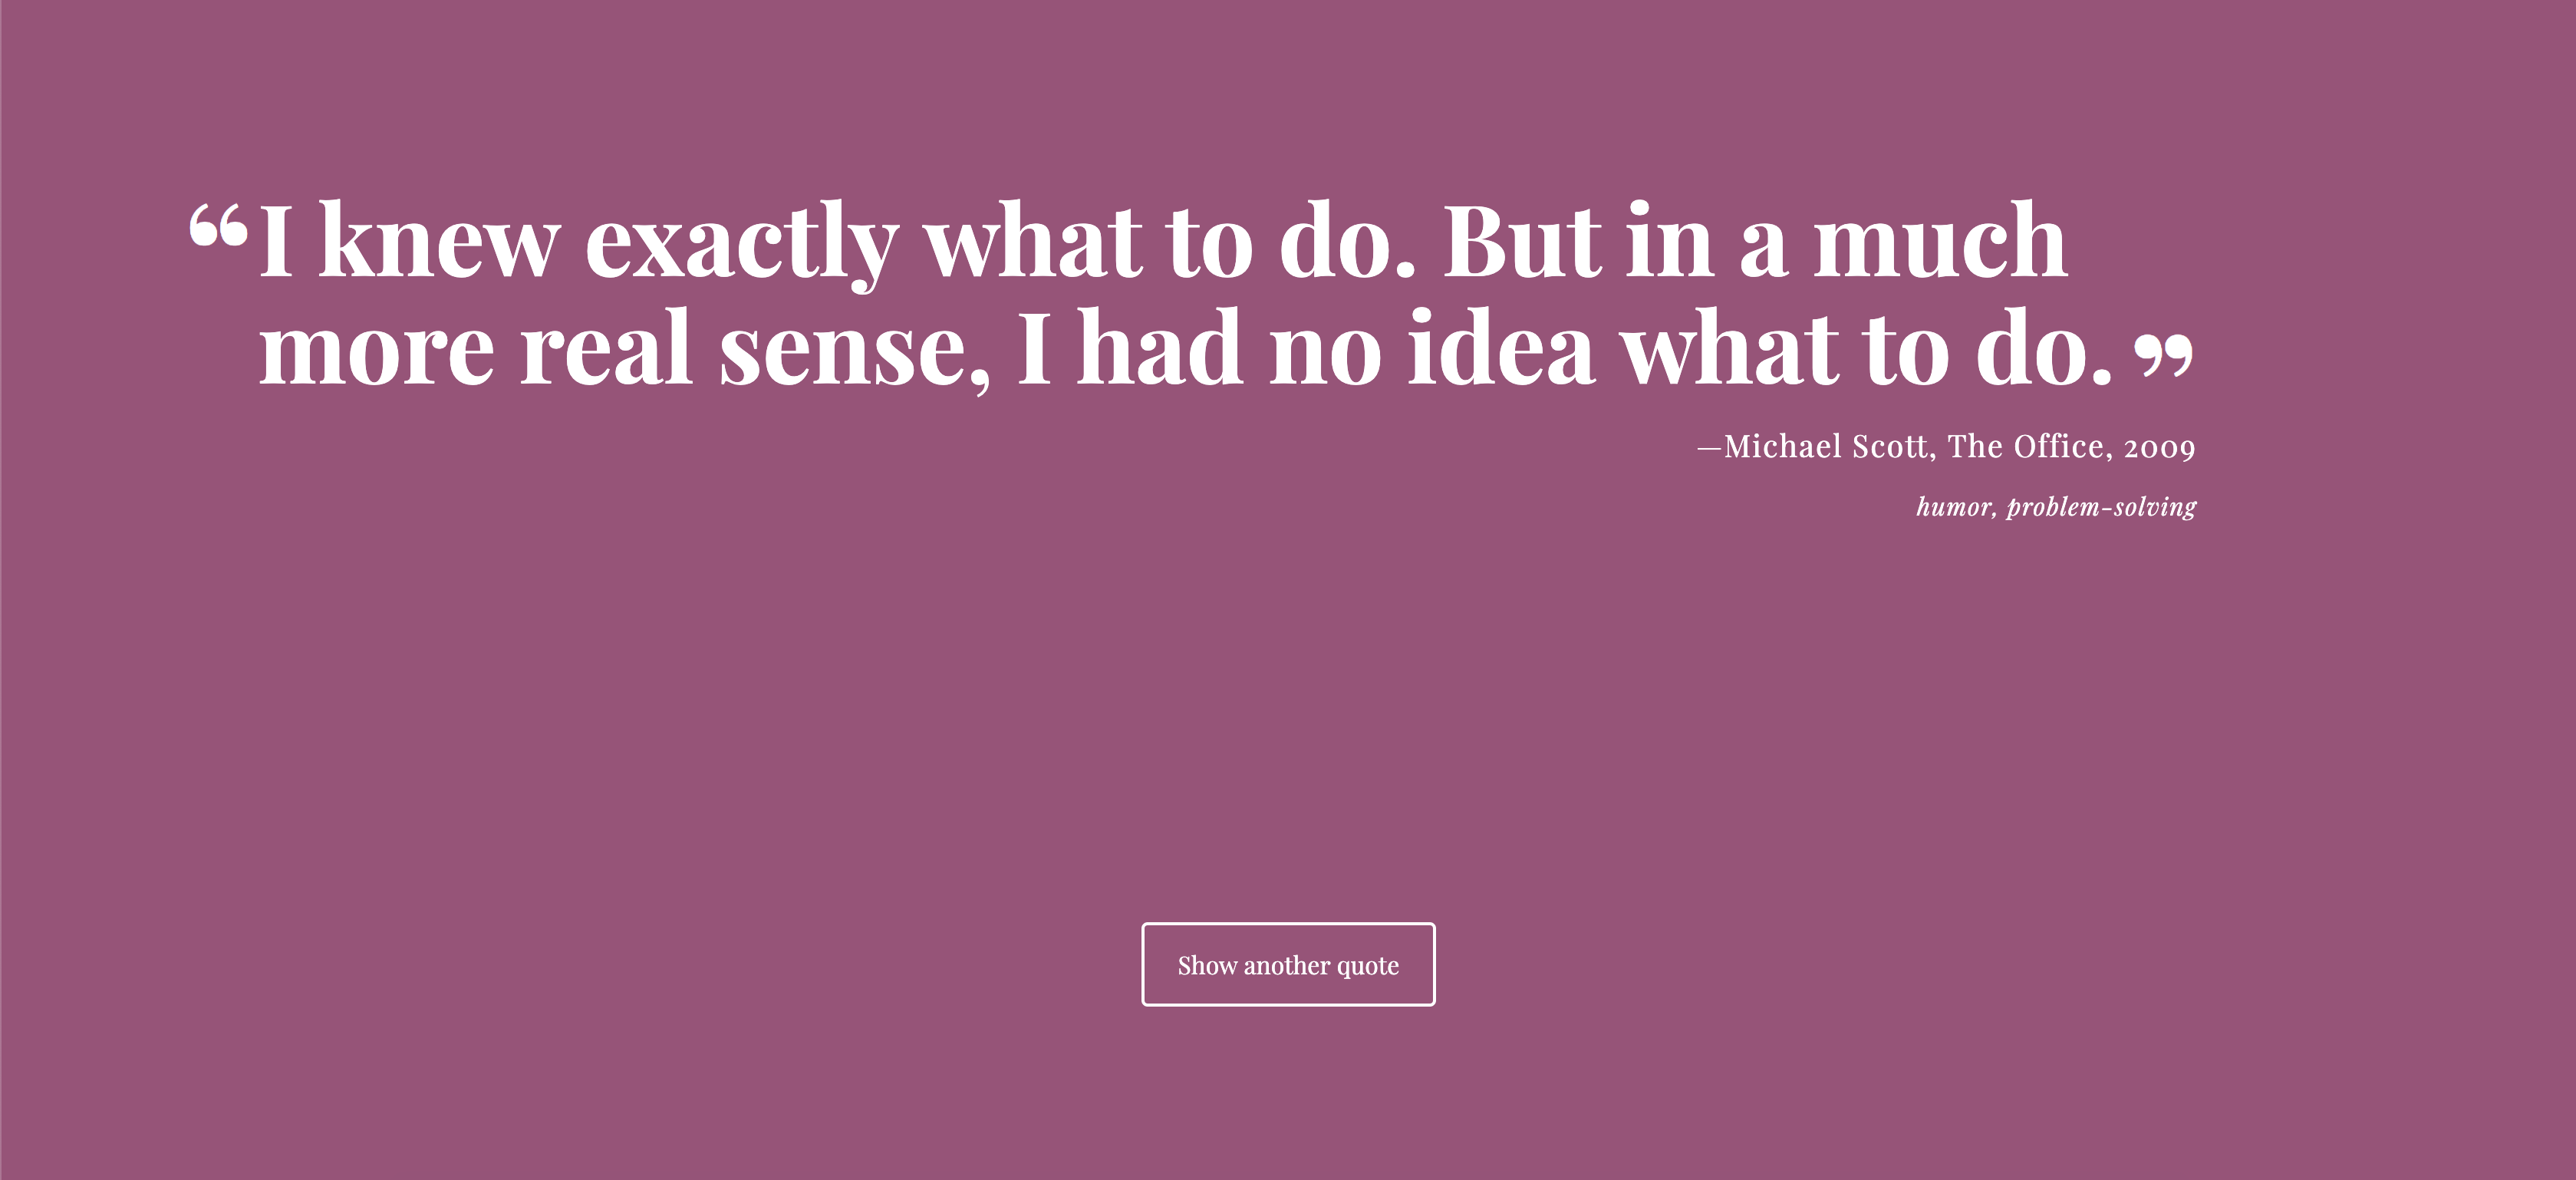 “I knew exactly what to do. But in a much
more real sense, I had no idea what to do.”
—Michael Scott, The Office, 2009
humor, problem-solving
Show another quote